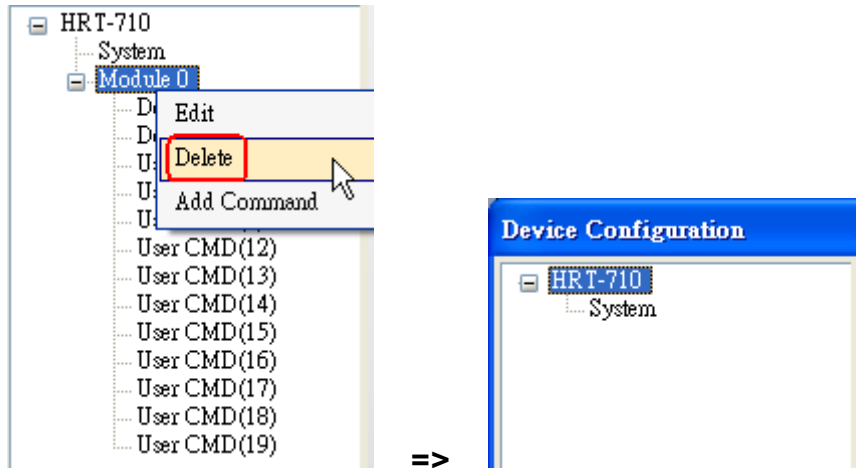 HRT-710
System
Module 0
Edit
Delete
Add Command
User CMD(12)
User CMD(13)
User CMD(14)
User CMD(15)
User CMD(16)
User CMD(17)
User CMD(18)
User CMD(19)
=>
Device Configuration
HRT-710
System